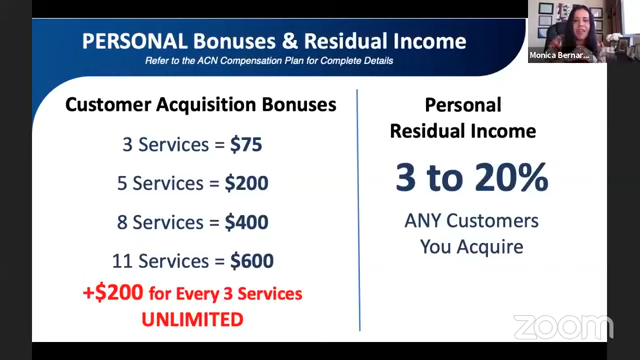 PERSONAL Bonuses & Residual Income
Refer to the ACN Compensation Plan for Complete Details
Monica Bernar...
Customer Acquisition Bonuses
3 Services = $75
5 Services = $200
8 Services = $400
11 Services = $600
+$200 for Every 3 Services
UNLIMITED
Personal
Residual Income
3 to 20%
ANY Customers
You Acquire
zoom